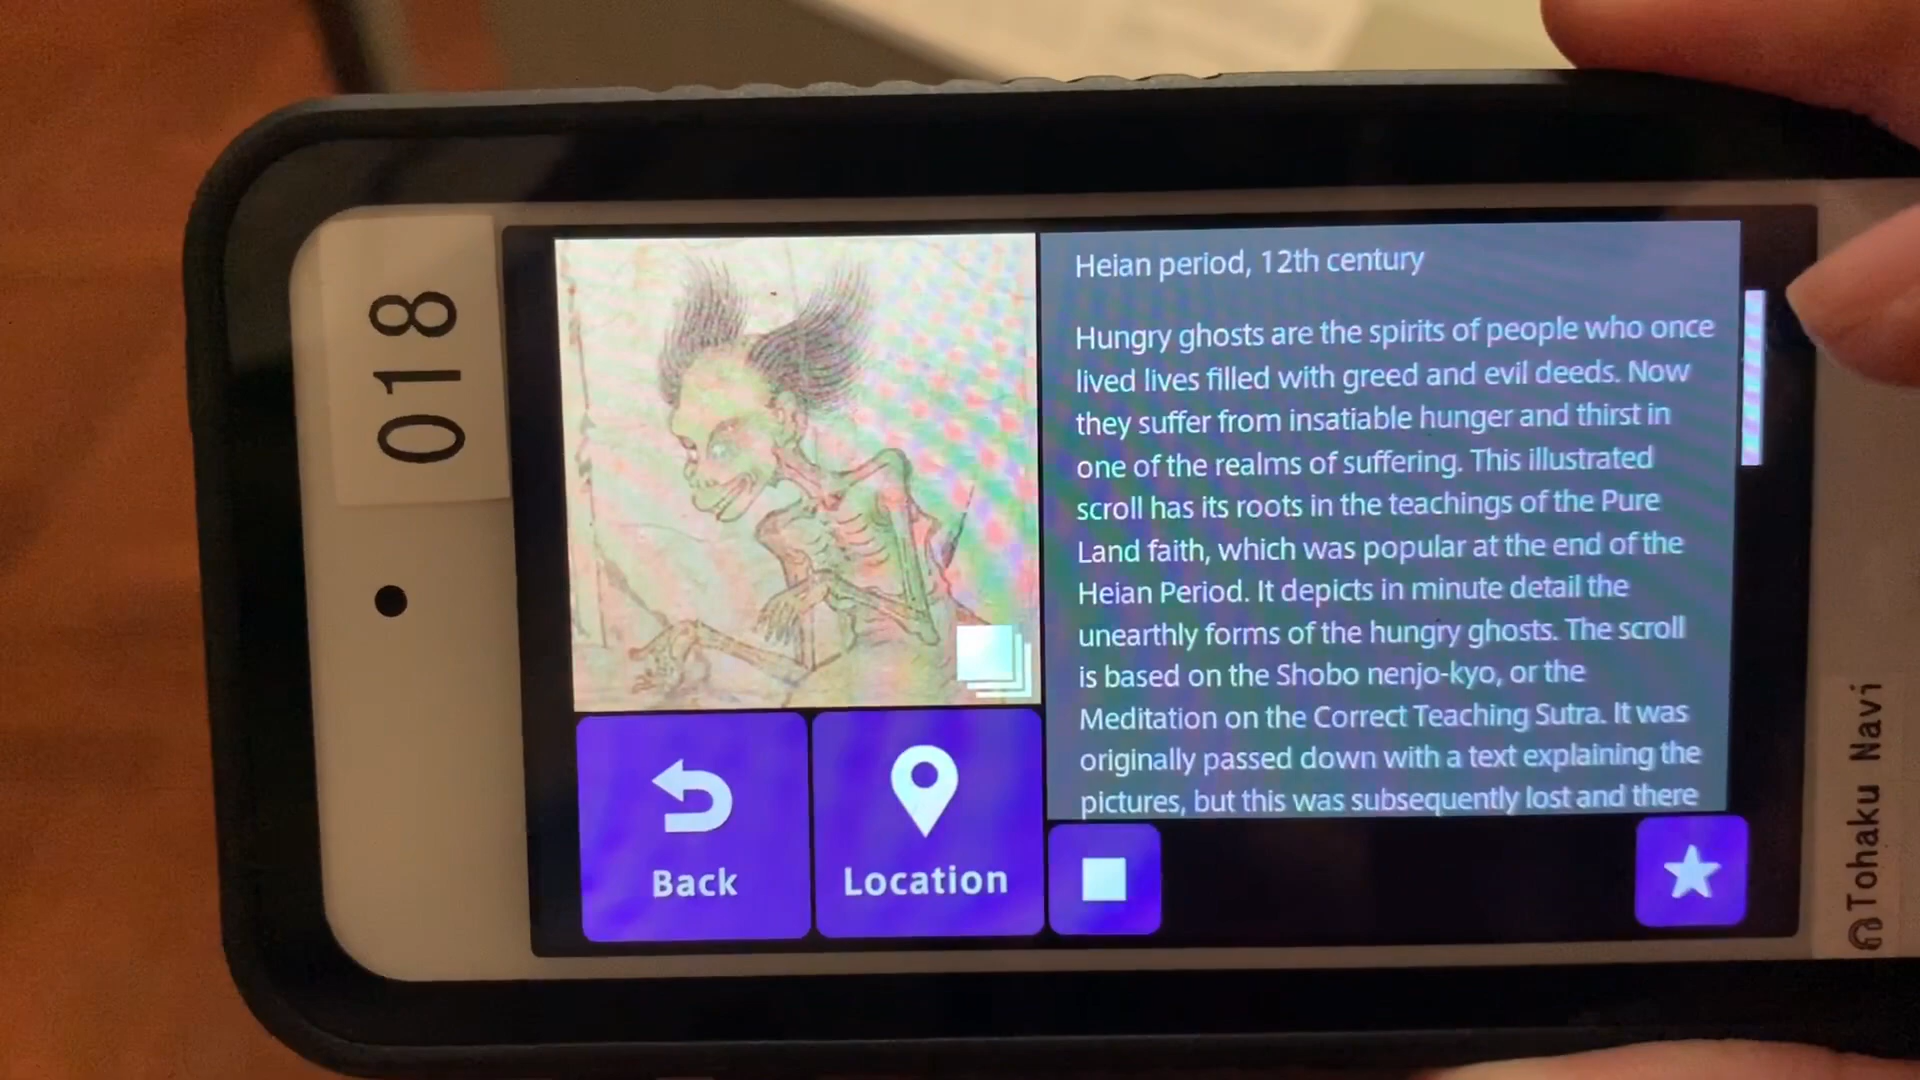 018
Heian period, 12th century
Hungry ghosts are the spirits of people who once
lived lives filled with greed and evil deeds. Now
they suffer from insatiable hunger and thirst in
one of the realms of suffering. This illustrated
scroll has its roots in the teachings of the Pure
Land faith, which was popular at the end of the
Heian Period. It depicts in minute detail the
unearthly forms of the hungry ghosts. The scroll
is based on the Shobo nenjo-kyo, or the
Meditation on the Correct Teaching Sutra. It was
originally passed down with a text explaining the
pictures, but this was subsequently lost and there
Back
Location
Tohaku Navi